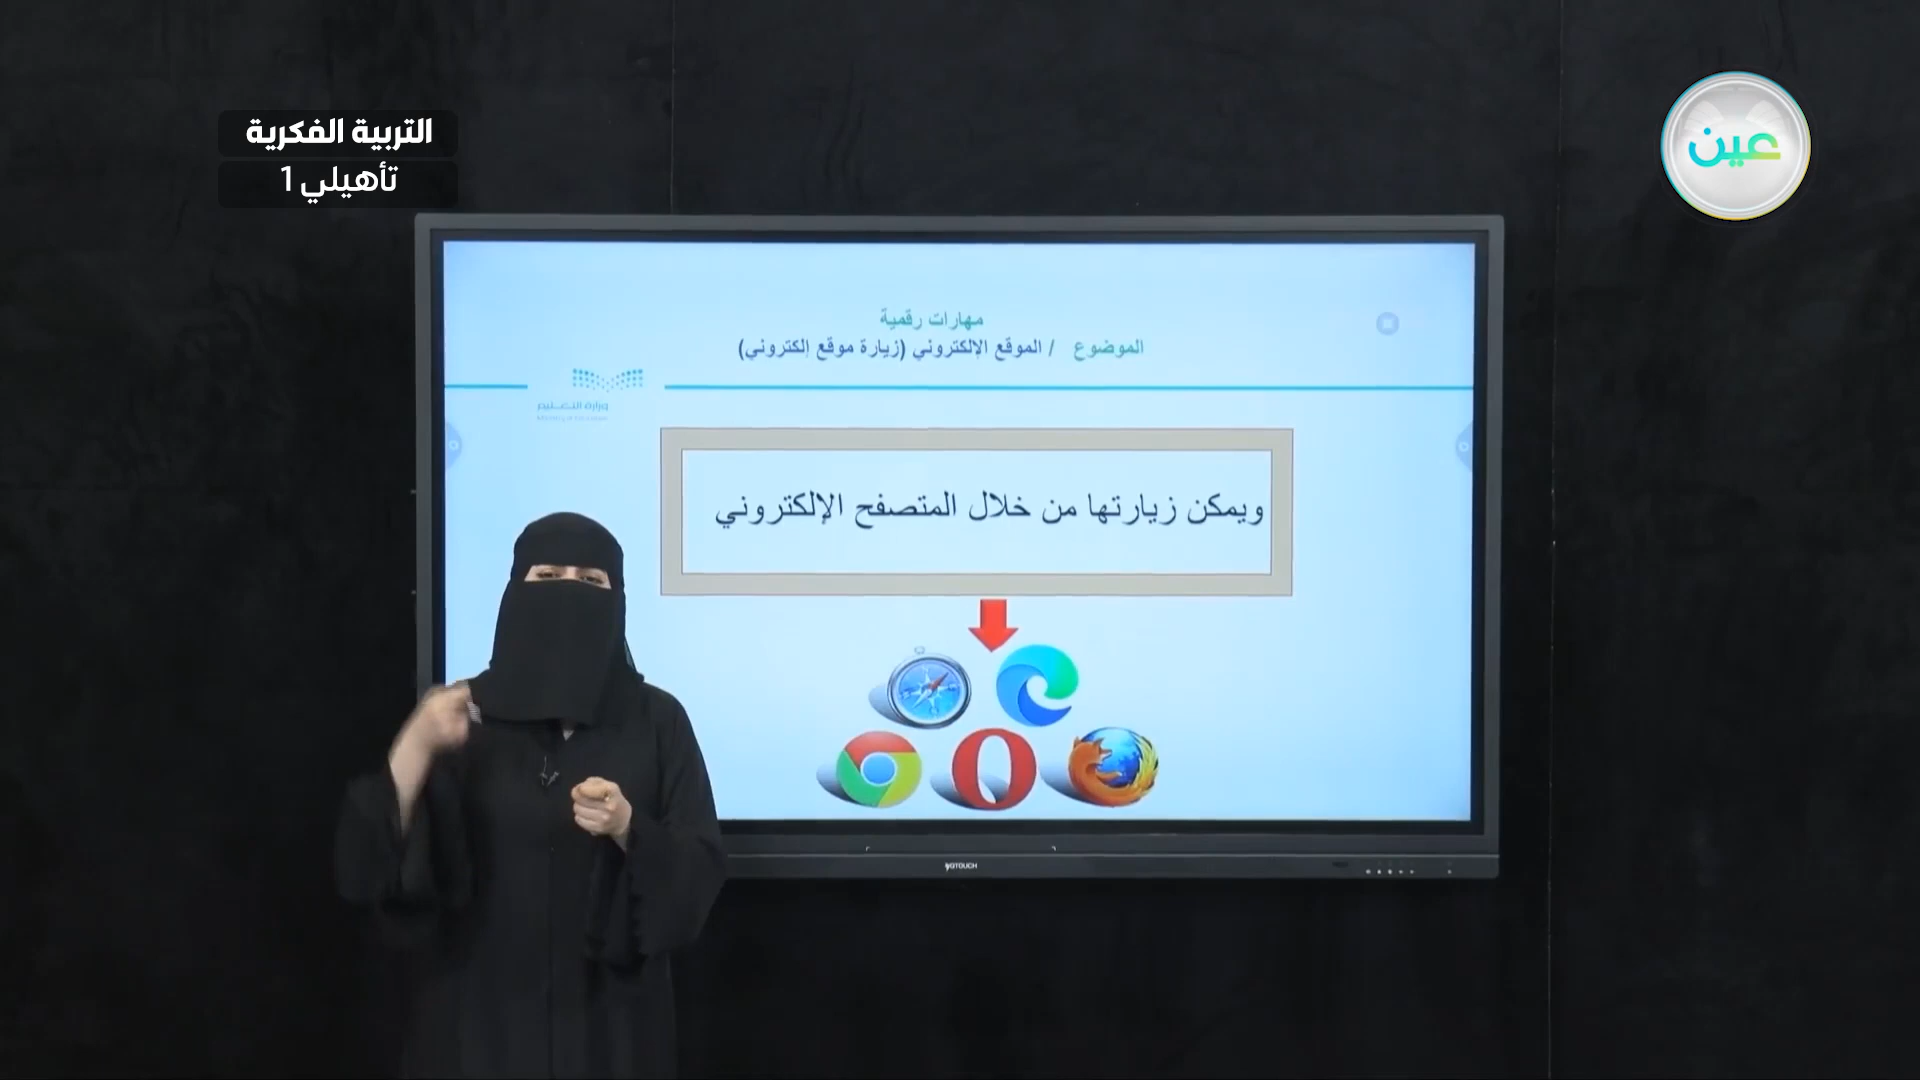 التربية الفكرية
تأهيلي 1
عين
مهارات رقمية
الموضوع / الموقع الإلكتروني (زيارة موقع إلكتروني)
وزارة التعليم
ويمكن زيارتها من خلال المتصفح الإلكتروني